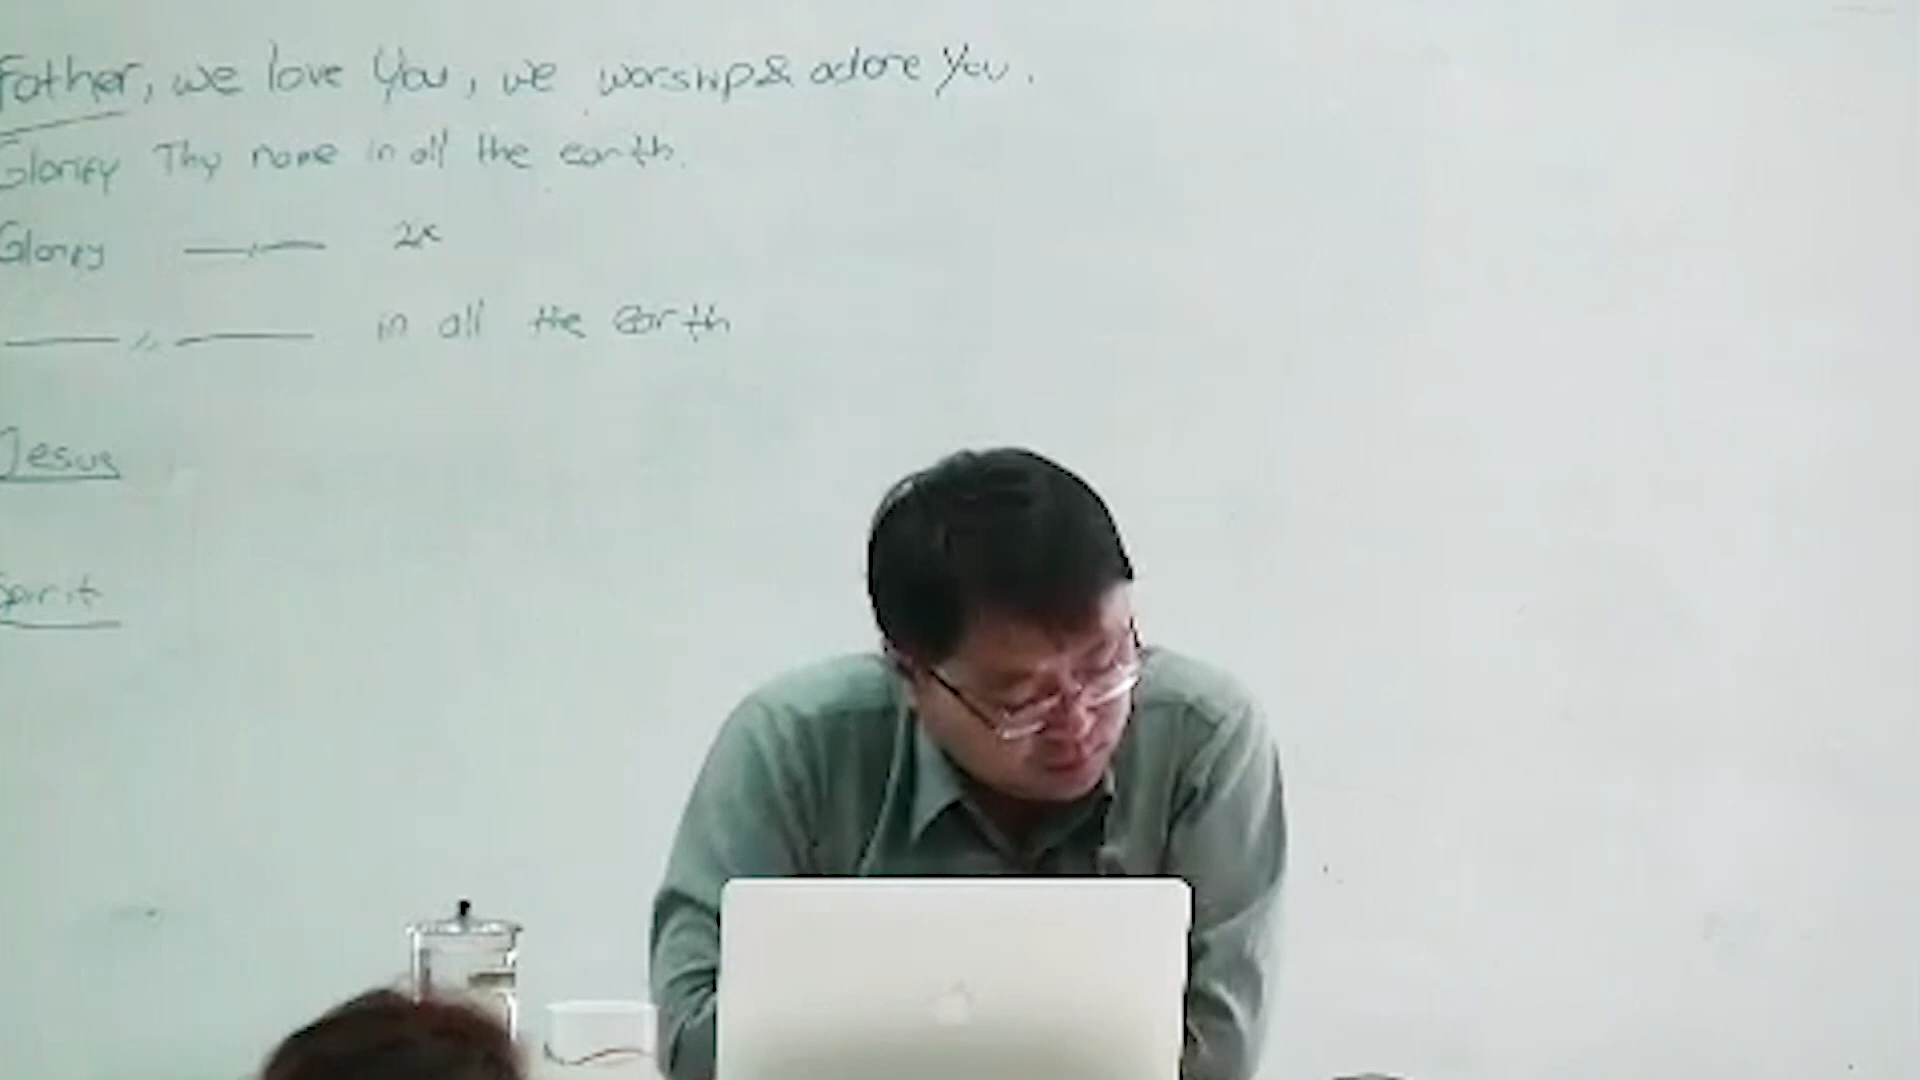 Father, we love You, we worship & adore You.
Glorify Thy name in all the earth.
Glorify —〃— 2x
—〃— in all the earth
Jesus
Spirit